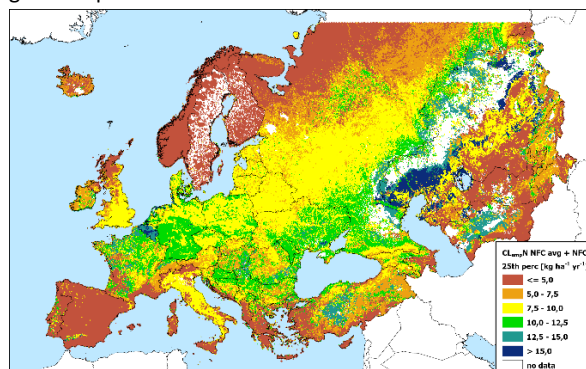 CLempN NFC avg + NFC
25th perc [kg ha⁻¹ yr⁻¹]
<= 5,0
5,0 - 7,5
7,5 - 10,0
10,0 - 12,5
12,5 - 15,0
> 15,0
no data